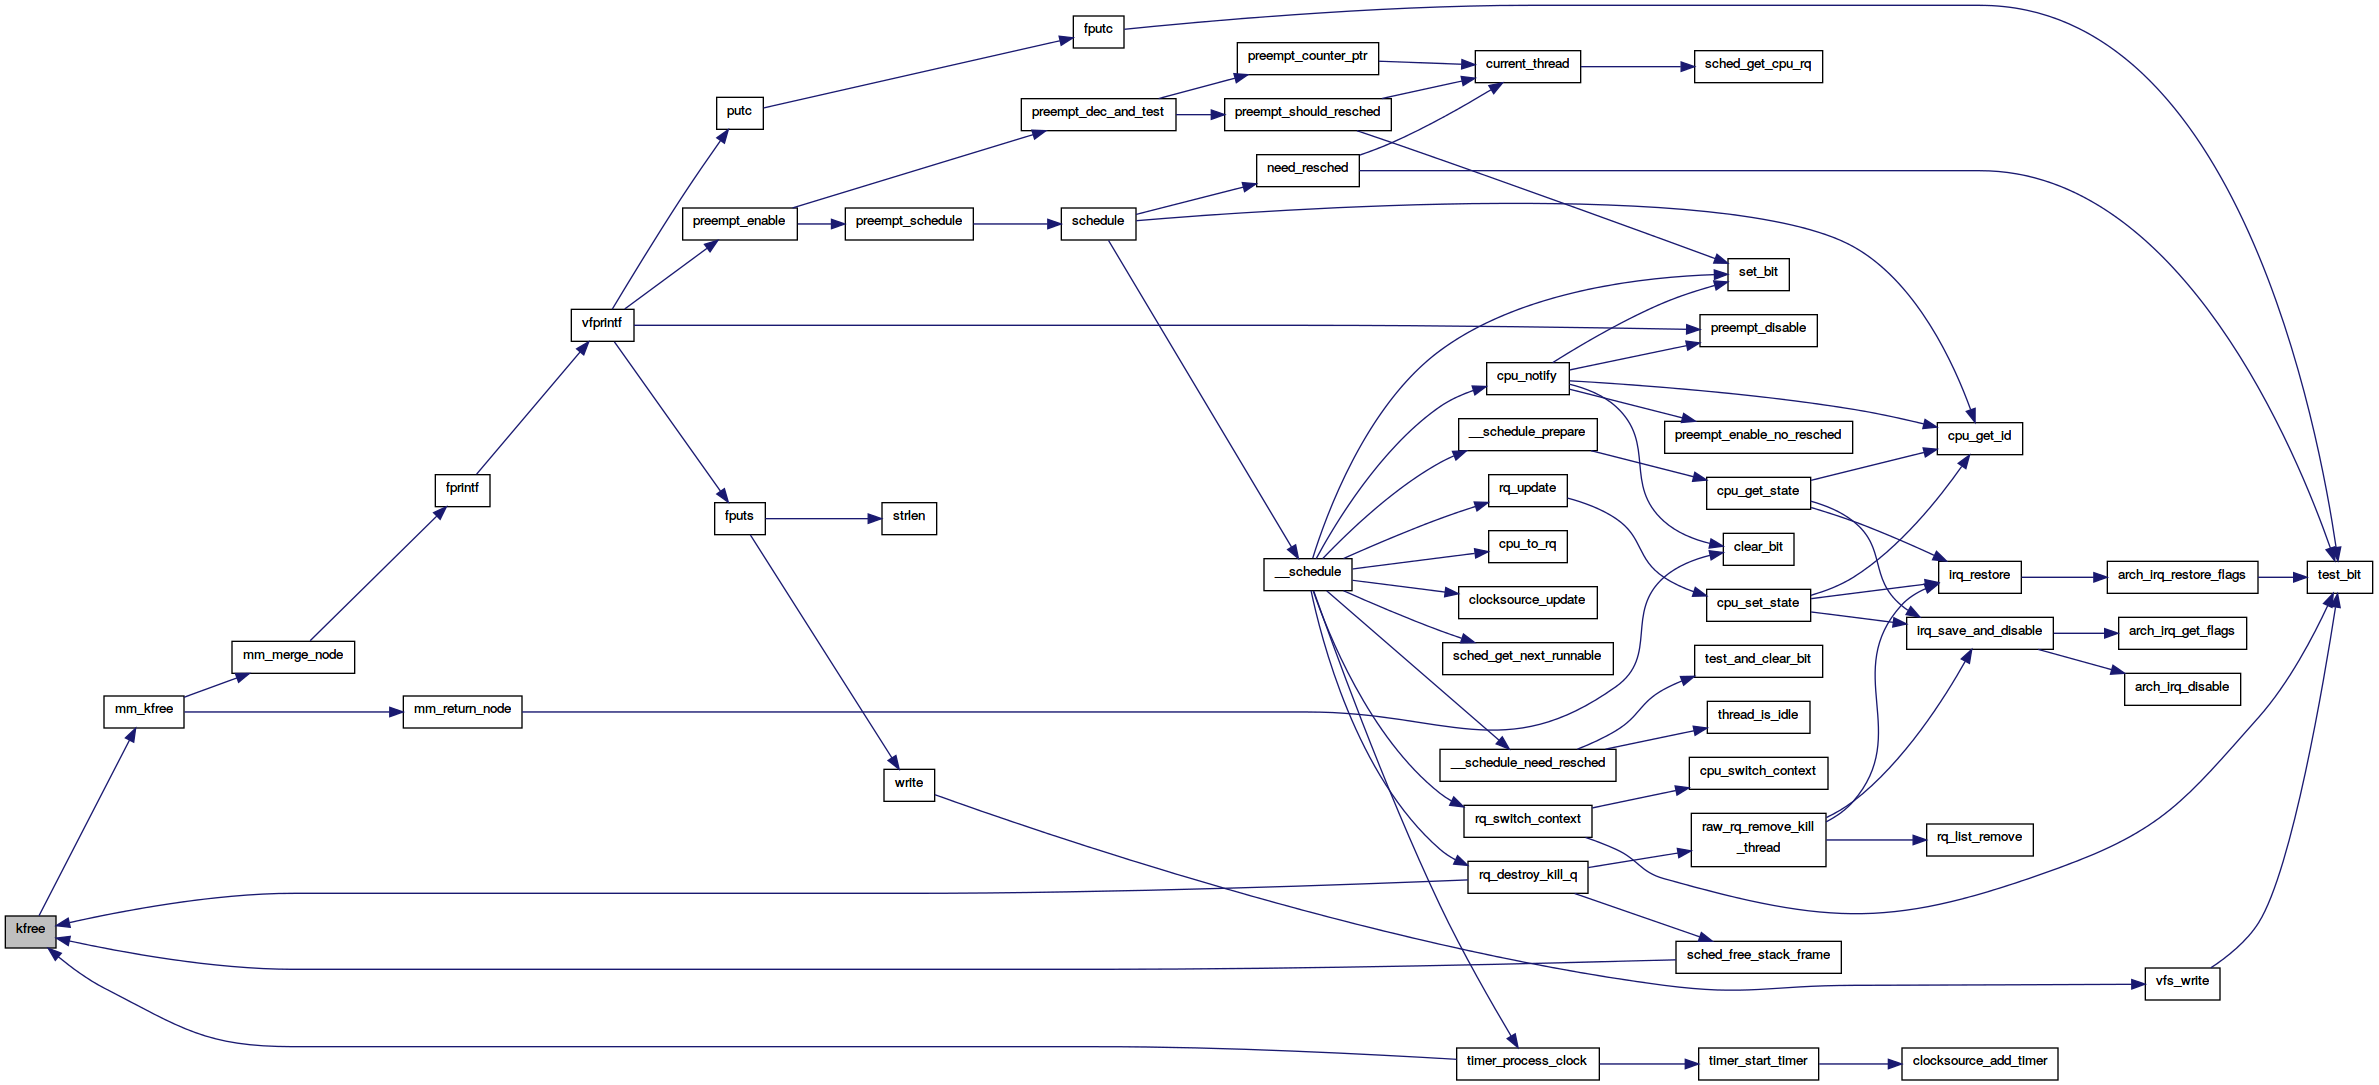 fputc
preempt_counter_ptr
current_thread
sched_get_cpu_rq
putc
preempt_dec_and_test
preempt_should_resched
need_resched
preempt_enable
preempt_schedule
schedule
set_bit
vfprintf
preempt_disable
cpu_notify
__schedule_prepare
preempt_enable_no_resched
cpu_get_id
fprintf
rq_update
cpu_get_state
fputs
strlen
cpu_to_rq
clear_bit
__schedule
irq_restore
arch_irq_restore_flags
test_bit
clocksource_update
cpu_set_state
irq_save_and_disable
arch_irq_get_flags
mm_merge_node
sched_get_next_runnable
test_and_clear_bit
arch_irq_disable
mm_kfree
mm_return_node
thread_is_idle
__schedule_need_resched
cpu_switch_context
write
rq_switch_context
raw_rq_remove_kill
_thread
rq_list_remove
rq_destroy_kill_q
kfree
sched_free_stack_frame
vfs_write
timer_process_clock
timer_start_timer
clocksource_add_timer